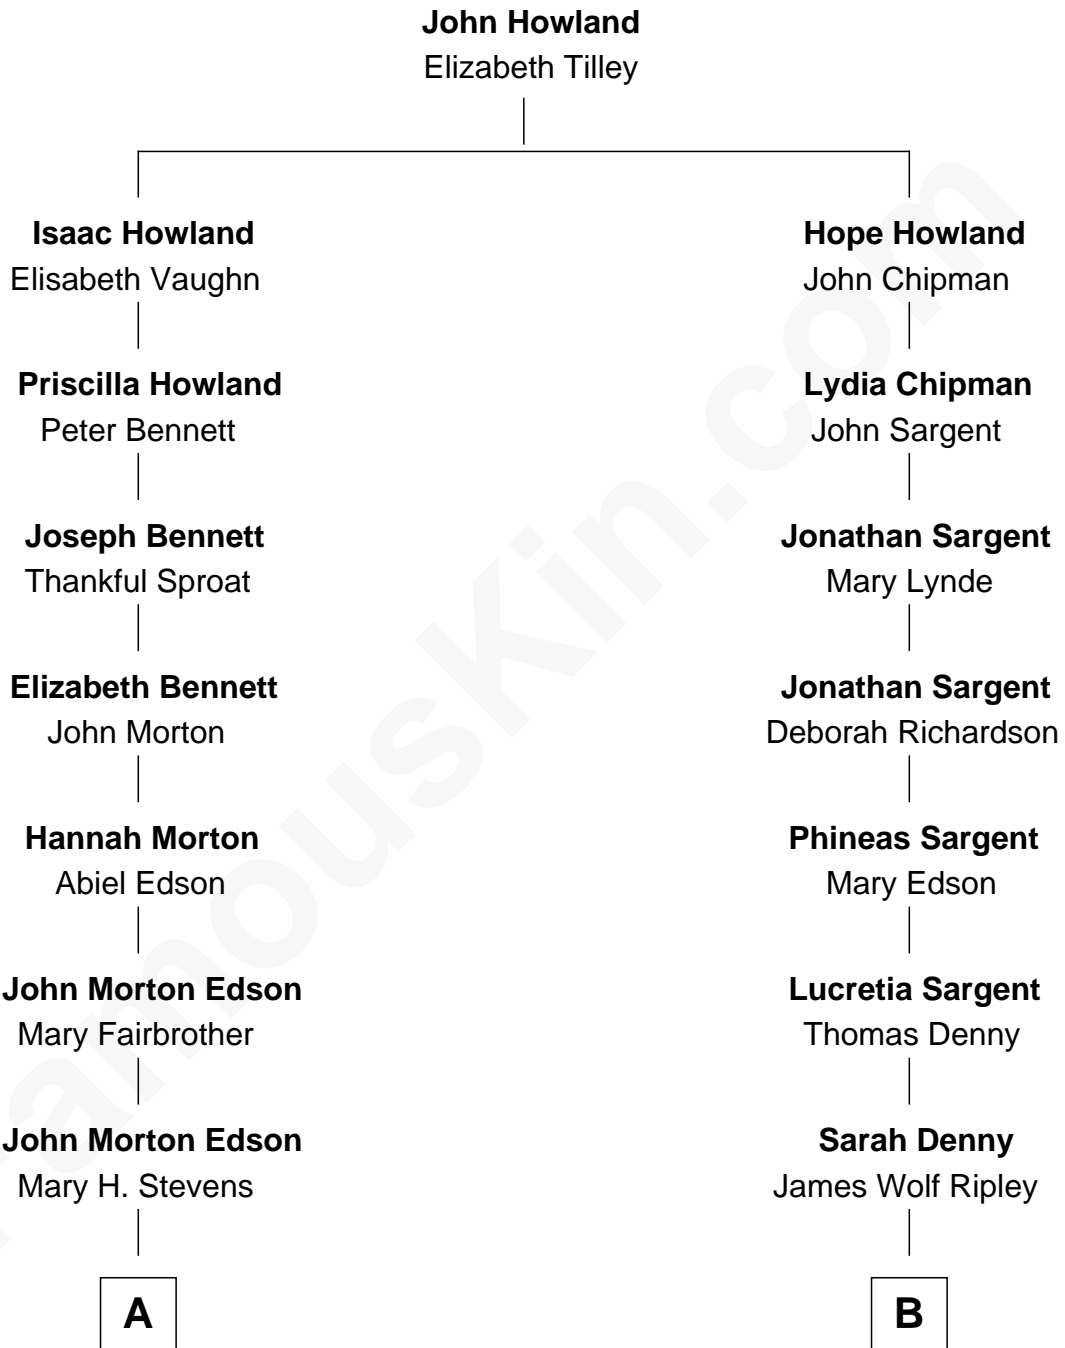 John Howland
Elizabeth Tilley
Isaac Howland
Elisabeth Vaughn
Hope Howland
John Chipman
Priscilla Howland
Peter Bennett
Lydia Chipman
John Sargent
Joseph Bennett
Thankful Sproat
Jonathan Sargent
Mary Lynde
Elizabeth Bennett
John Morton
Jonathan Sargent
Deborah Richardson
Hannah Morton
Abiel Edson
Phineas Sargent
Mary Edson
John Morton Edson
Mary Fairbrother
Lucretia Sargent
Thomas Denny
John Morton Edson
Mary H. Stevens
Sarah Denny
James Wolf Ripley
A
B
FamousKin.com